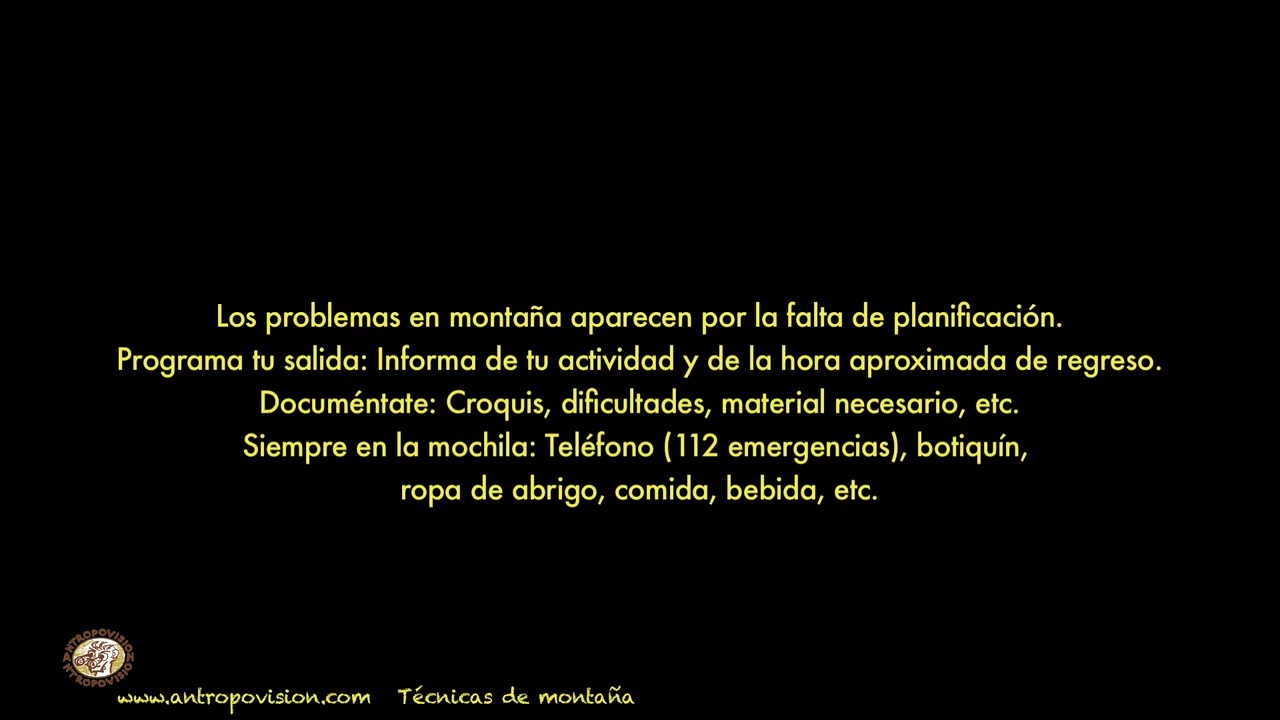 Los problemas en montaña aparecen por la falta de planificación.
Programa tu salida: Informa de tu actividad y de la hora aproximada de regreso.
Documéntate: Croquis, dificultades, material necesario, etc.
Siempre en la mochila: Teléfono (112 emergencias), botiquín,
ropa de abrigo, comida, bebida, etc.
ANTROPOVISION
ANTROPOVISIO
www.antropovision.com Técnicas de montaña